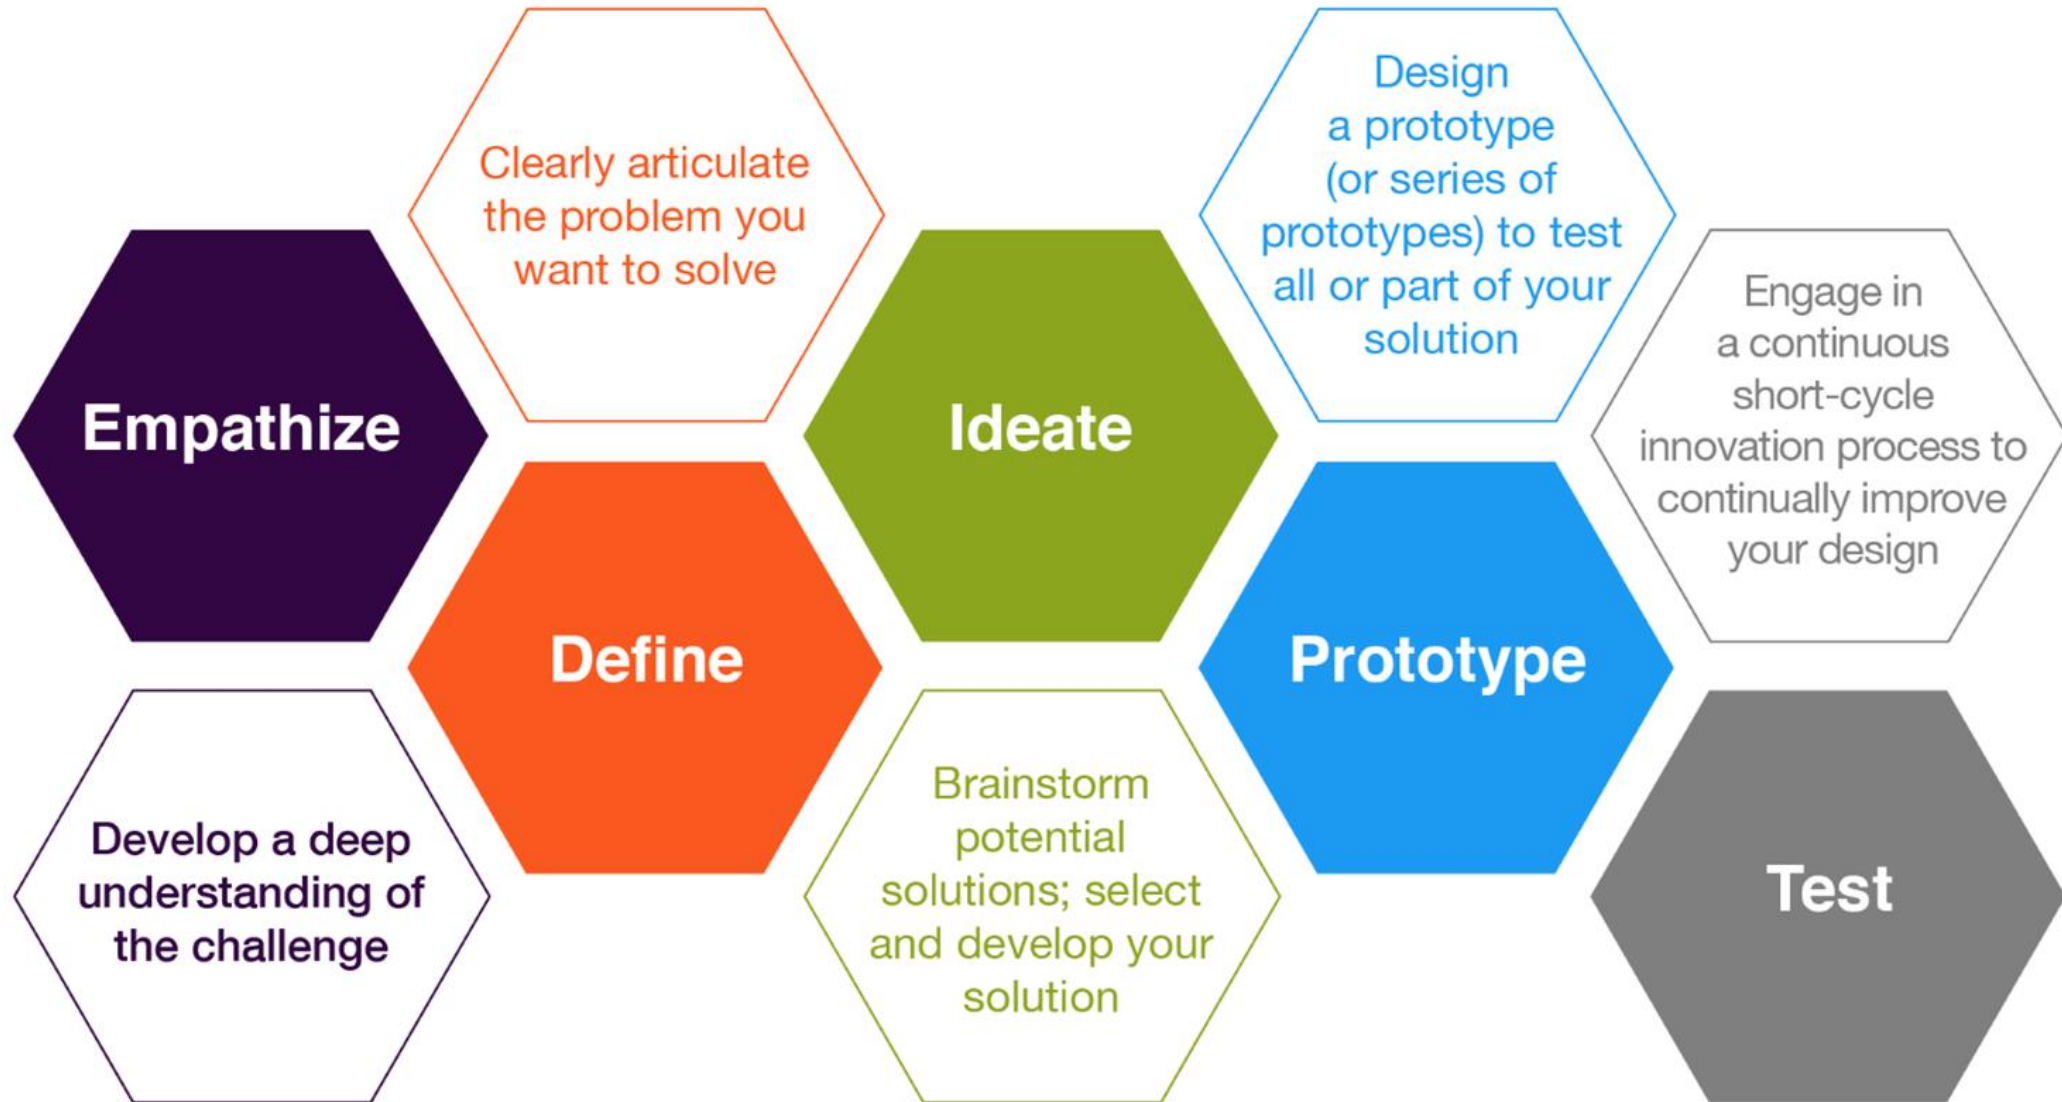 Empathize
Develop a deep
understanding of
the challenge
Clearly articulate
the problem you
want to solve
Define
Ideate
Brainstorm
potential
solutions; select
and develop your
solution
Design
a prototype
(or series of
prototypes) to test
all or part of your
solution
Prototype
Engage in
a continuous
short-cycle
innovation process to
continually improve
your design
Test